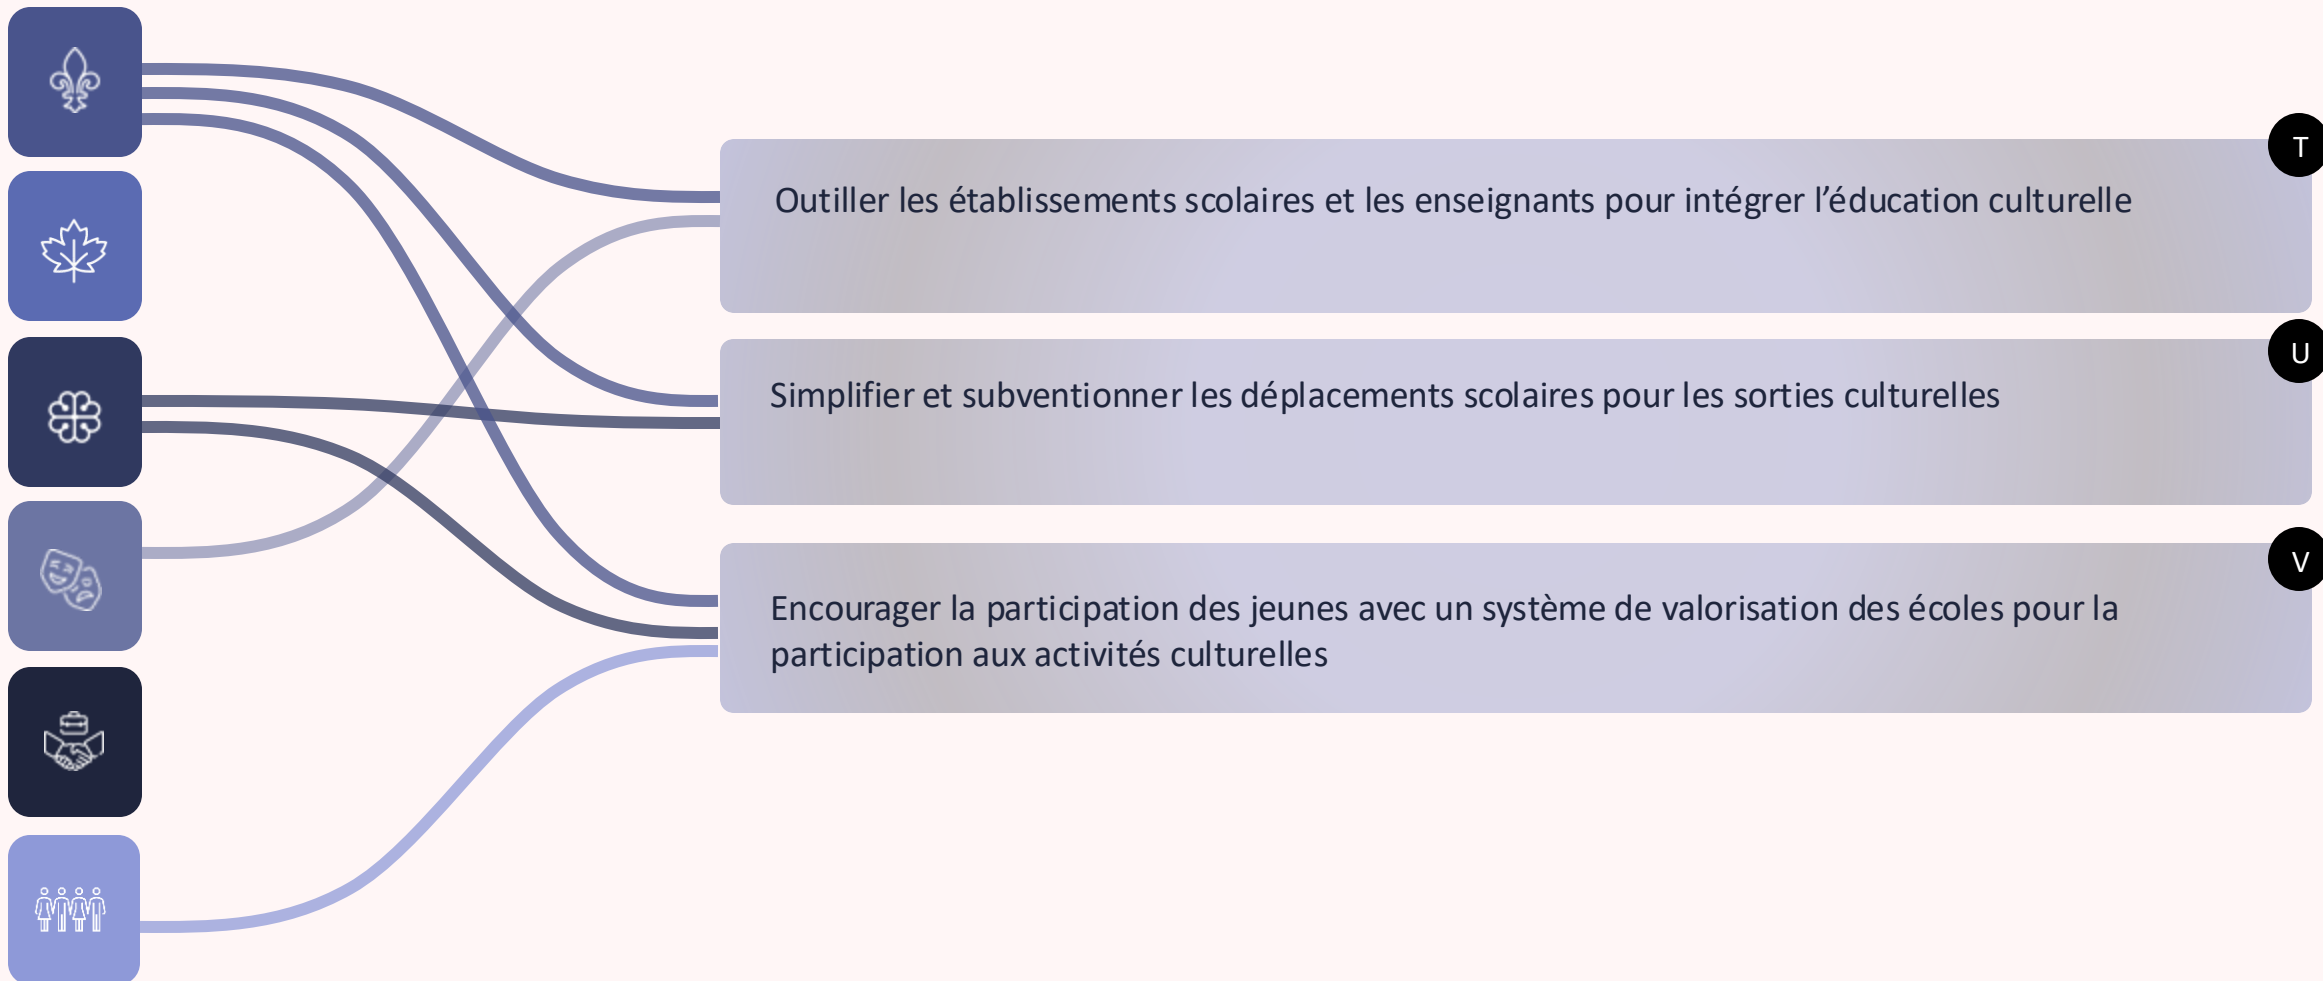 T
Outiller les établissements scolaires et les enseignants pour intégrer l’éducation culturelle
U
Simplifier et subventionner les déplacements scolaires pour les sorties culturelles
V
Encourager la participation des jeunes avec un système de valorisation des écoles pour la
participation aux activités culturelles